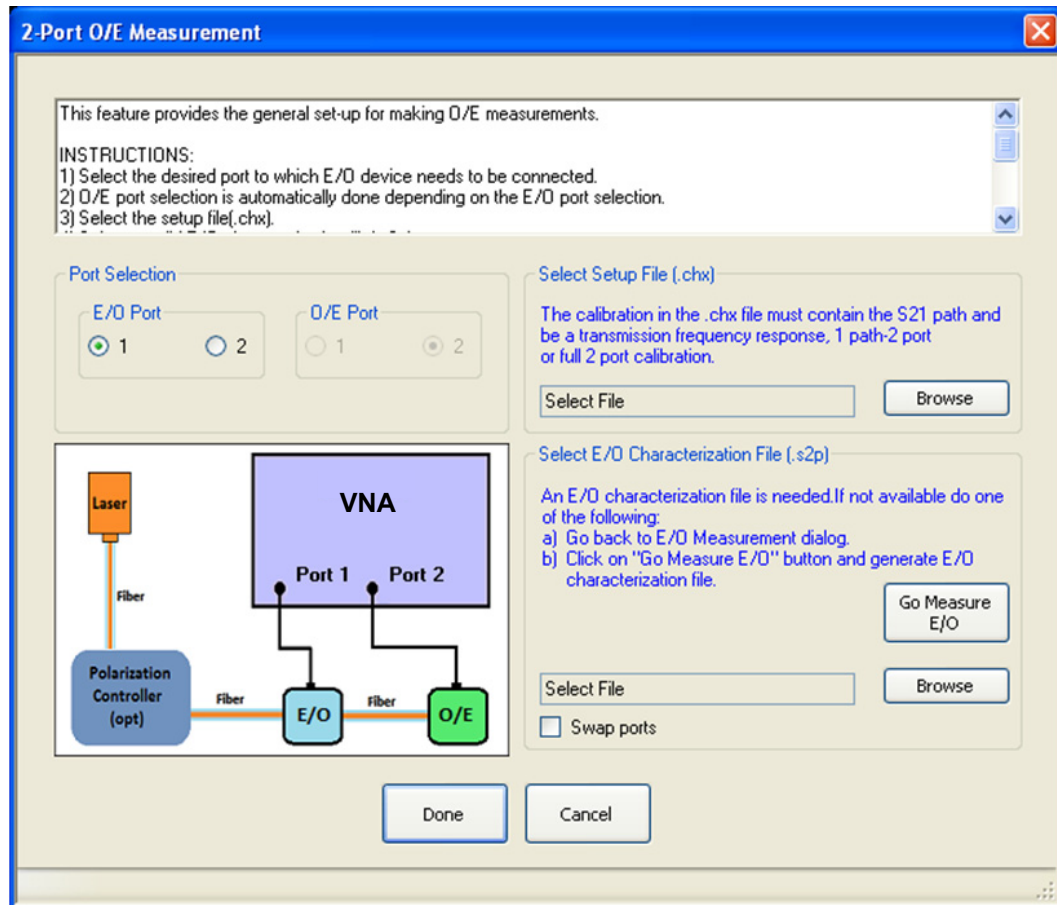 2-Port O/E Measurement
This feature provides the general set-up for making O/E measurements.
INSTRUCTIONS:
1) Select the desired port to which E/O device needs to be connected.
2) O/E port selection is automatically done depending on the E/O port selection.
3) Select the setup file(.chx).
Port Selection
E/O Port
1
2
O/E Port
1
2
Select Setup File (.chx)
The calibration in the .chx file must contain the S21 path and
be a transmission frequency response, 1 path-2 port
or full 2 port calibration.
Select File
Browse
Laser
Fiber
VNA
Port 1
Port 2
Polarization
Controller
(opt)
Fiber
E/O
Fiber
O/E
Select E/O Characterization File (.s2p)
An E/O characterization file is needed.If not available do one
of the following:
a) Go back to E/O Measurement dialog.
b) Click on "Go Measure E/O" button and generate E/O
characterization file.
Go Measure
E/O
Select File
Browse
Swap ports
Done
Cancel